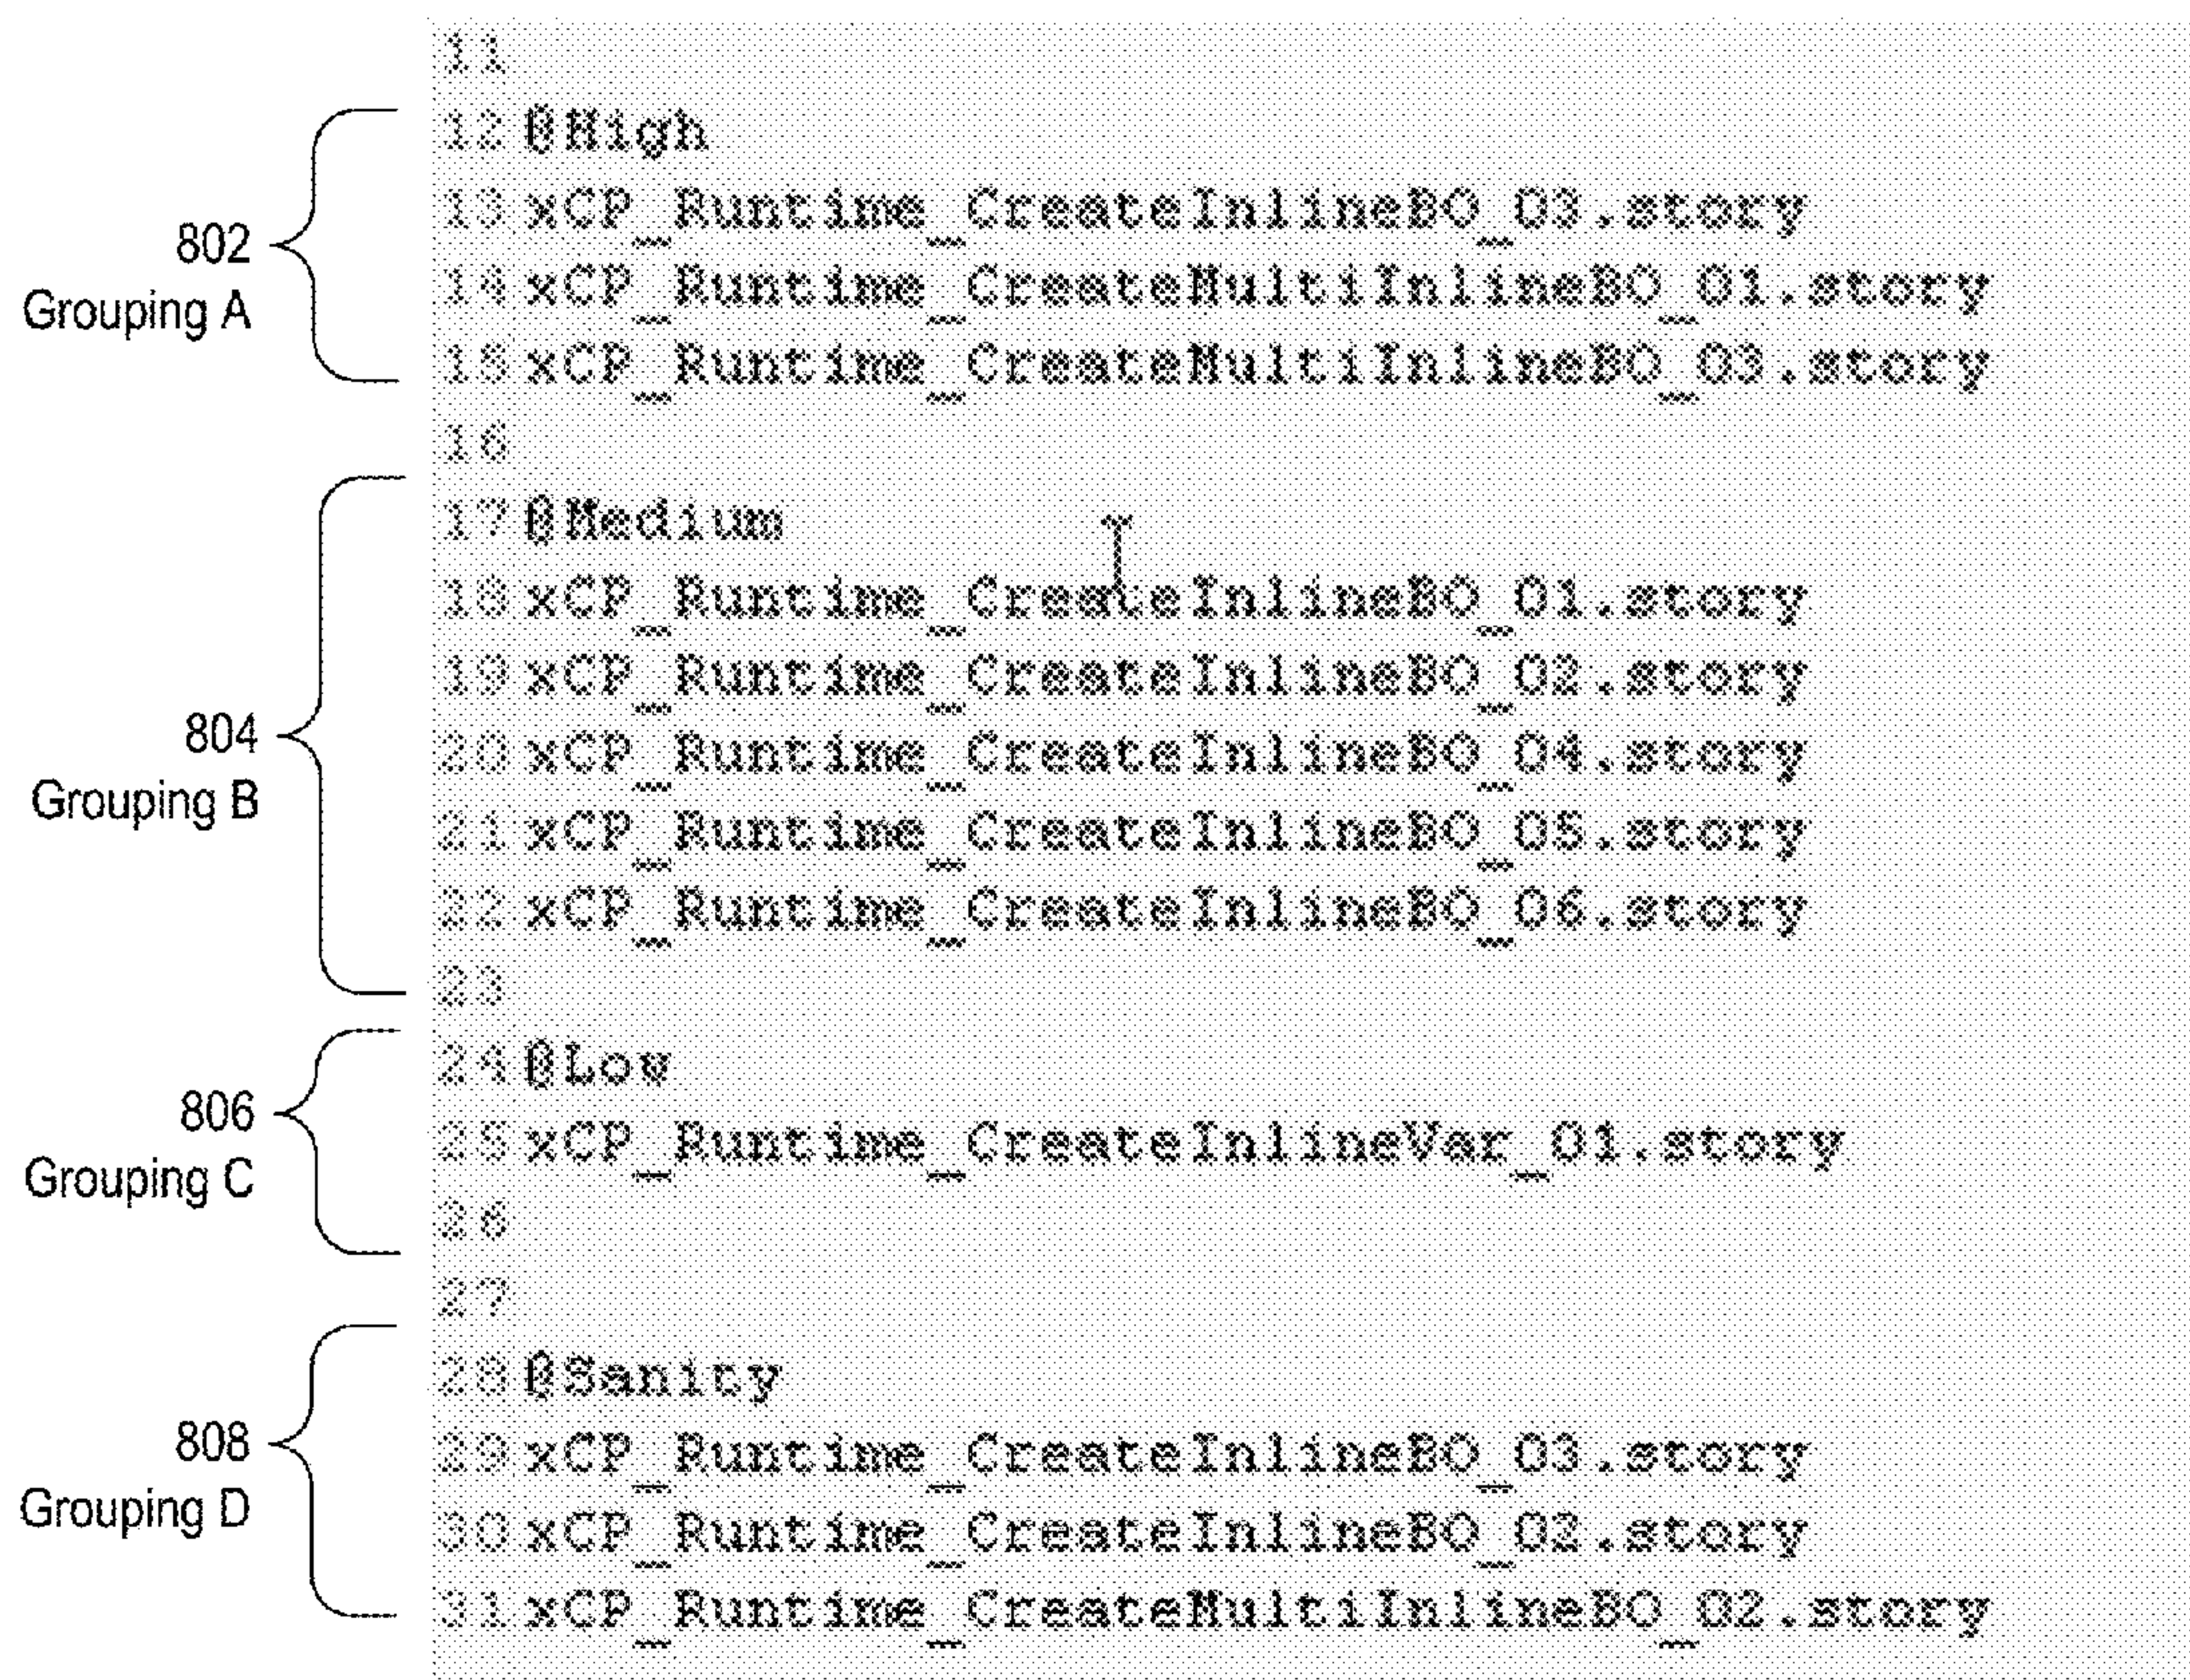 11
12 @High
13 xCP_Runtime_CreateInlineBO_03.story
14 xCP_Runtime_CreateMultiInlineBO_01.story
15 xCP_Runtime_CreateMultiInlineBO_03.story
802
Grouping A
16
17 @Medium
18 xCP_Runtime_CreateInlineBO_01.story
19 xCP_Runtime_CreateInlineBO_02.story
20 xCP_Runtime_CreateInlineBO_04.story
21 xCP_Runtime_CreateInlineBO_05.story
22 xCP_Runtime_CreateInlineBO_06.story
23
804
Grouping B
24 @Low
25 xCP_Runtime_CreateInlineVar_01.story
26
806
Grouping C
27
28 @Sanity
29 xCP_Runtime_CreateInlineBO_03.story
30 xCP_Runtime_CreateInlineBO_02.story
31 xCP_Runtime_CreateMultiInlineBO_02.story
808
Grouping D